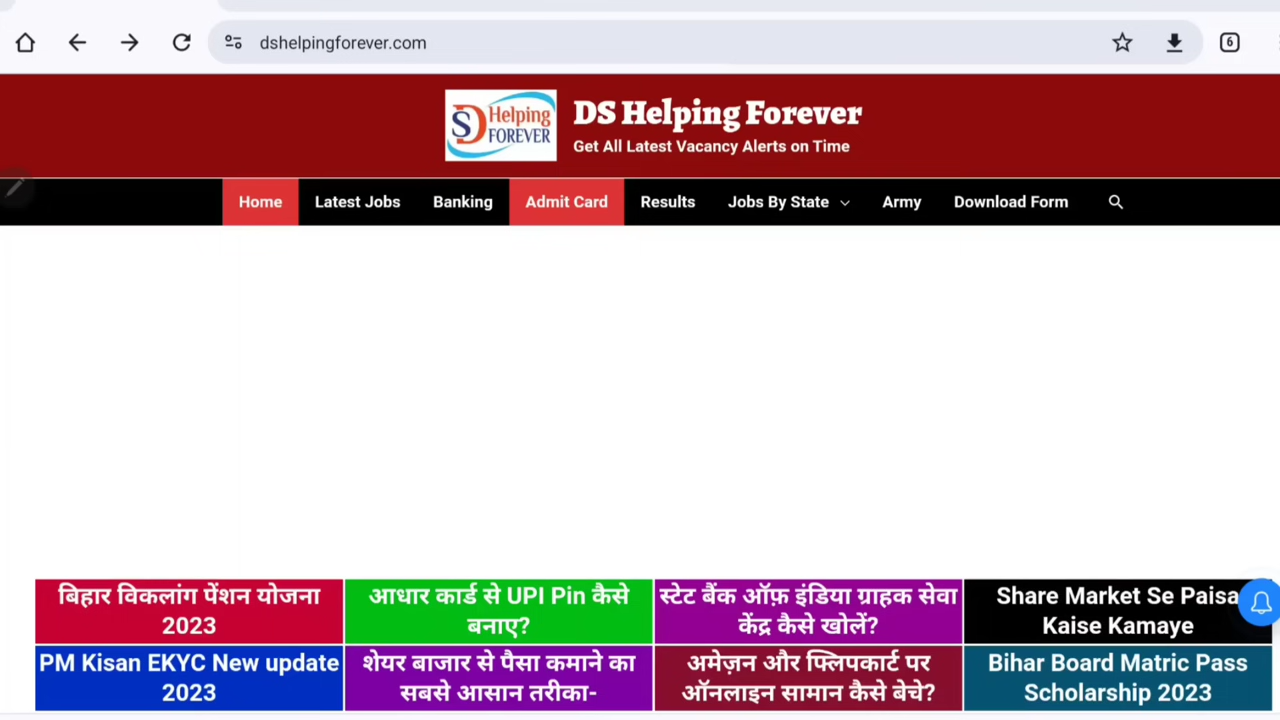 dshelpingforever.com
6
SD Helping
FOREVER
DS Helping Forever
Get All Latest Vacancy Alerts on Time
Home Latest Jobs Banking Admit Card Results Jobs By State Army Download Form
बिहार विकलांग पेंशन योजना
2023
आधार कार्ड से UPI Pin कैसे
बनाए?
स्टेट बैंक ऑफ़ इंडिया ग्राहक सेवा
केंद्र कैसे खोलें?
Share Market Se Paisa
Kaise Kamaye
PM Kisan EKYC New update
2023
शेयर बाजार से पैसा कमाने का
सबसे आसान तरीका-
अमेज़न और फ्लिपकार्ट पर
ऑनलाइन सामान कैसे बेचे?
Bihar Board Matric Pass
Scholarship 2023